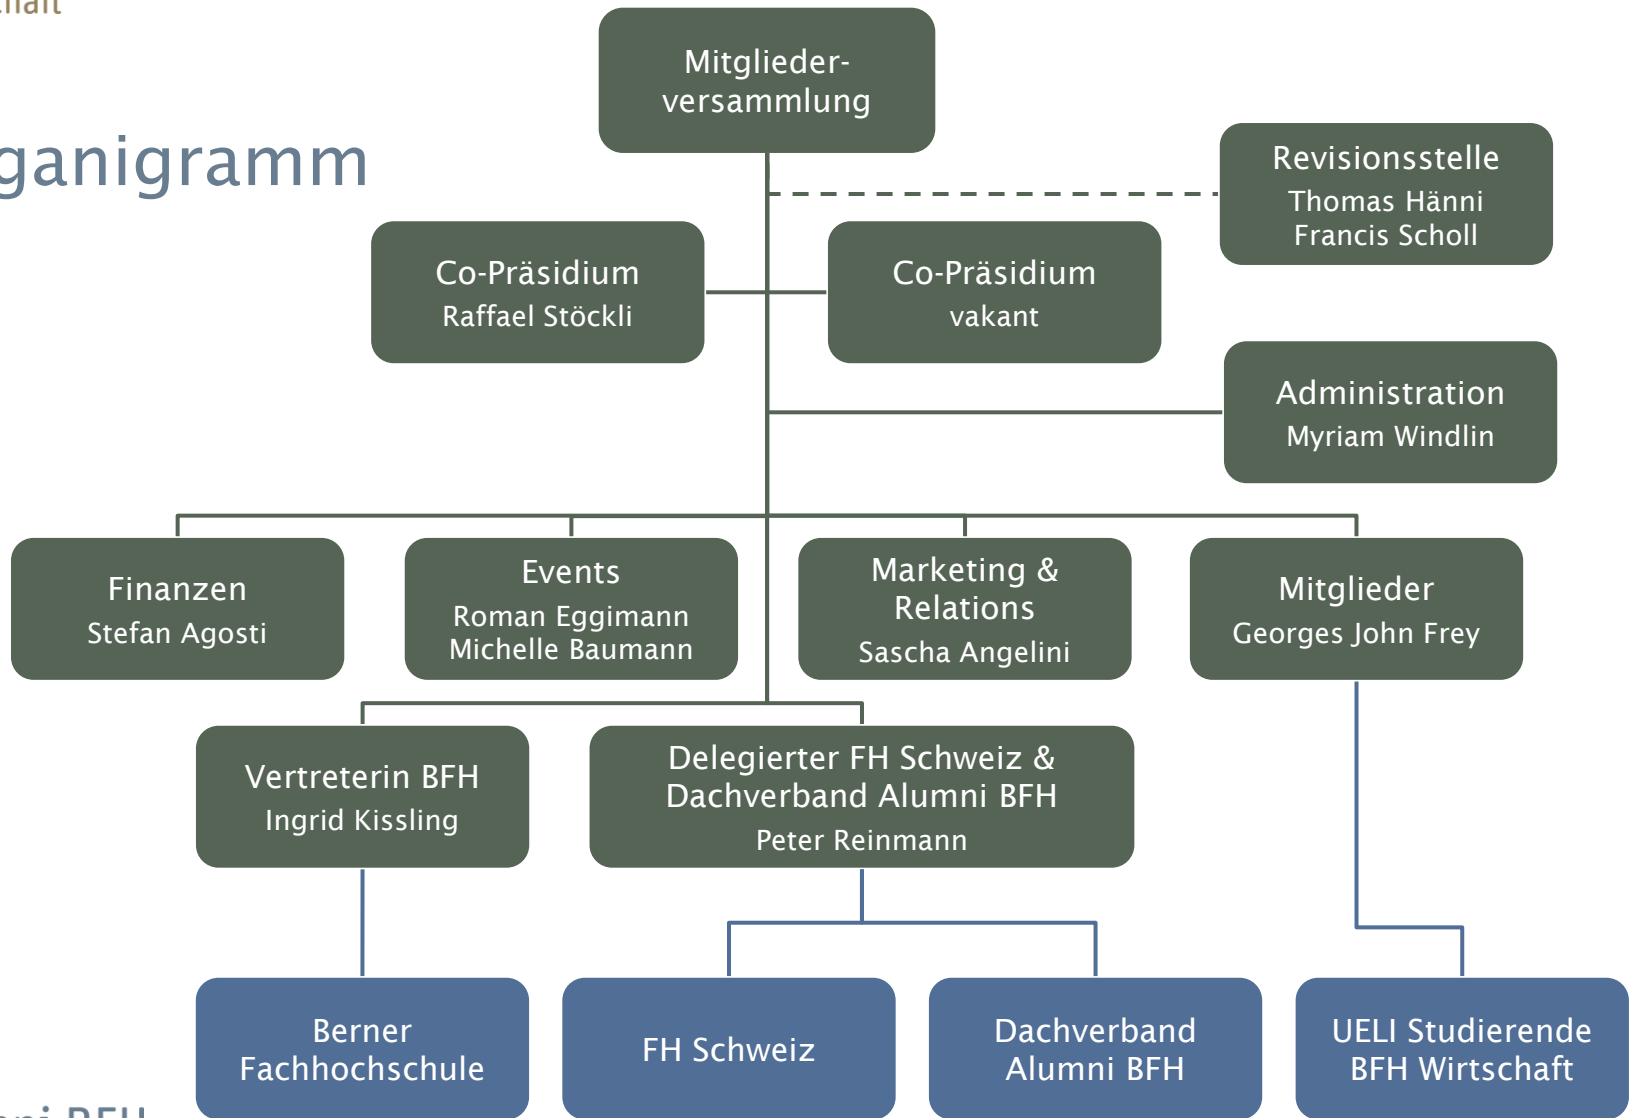 Mitglieder-
versammlung
ganigramm
Revisionsstelle
Thomas Hänni
Francis Scholl
Co-Präsidium
Raffael Stöckli
Co-Präsidium
vakant
Administration
Myriam Windlin
Finanzen
Stefan Agosti
Events
Roman Eggimann
Michelle Baumann
Marketing &
Relations
Sascha Angelini
Mitglieder
Georges John Frey
Vertreterin BFH
Ingrid Kissling
Delegierter FH Schweiz &
Dachverband Alumni BFH
Peter Reinmann
Berner
Fachhochschule
FH Schweiz
Dachverband
Alumni BFH
UELI Studierende
BFH Wirtschaft